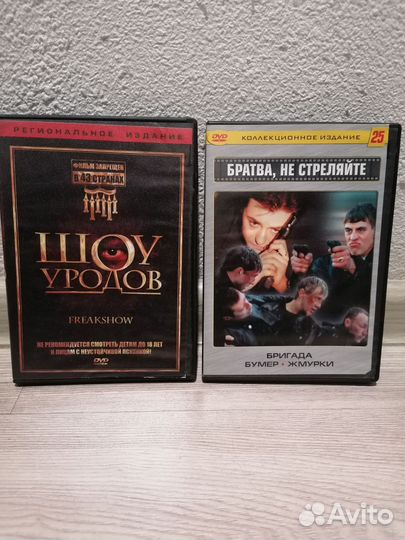 РЕГИОНАЛЬНОЕ ИЗДАНИЕ
ФИЛЬМ ЗАПРЕЩЕН
В 43 СТРАНАХ
ШОУ
УРОДОВ
FREAKSHOW
НЕ РЕКОМЕНДУЕТСЯ СМОТРЕТЬ ДЕТЯМ ДО 18 ЛЕТ
И ЛИЦАМ С НЕУСТОЙЧИВОЙ ПСИХИКОЙ!
DVD
DVD
КОЛЛЕКЦИОННОЕ ИЗДАНИЕ
25
БРАТВА, НЕ СТРЕЛЯЙТЕ
БРИГАДА
БУМЕР • ЖМУРКИ
Avito